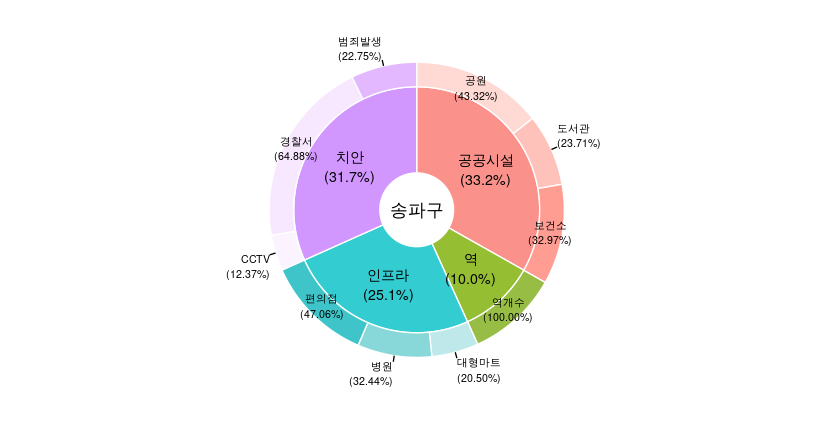 범죄발생
(22.75%)
공원
(43.32%)
도서관
(23.71%)
경찰서
(64.88%)
치안
(31.7%)
공공시설
(33.2%)
송파구
보건소
(32.97%)
CCTV
(12.37%)
역
(10.0%)
인프라
(25.1%)
편의점
(47.06%)
역개수
(100.00%)
병원
(32.44%)
대형마트
(20.50%)